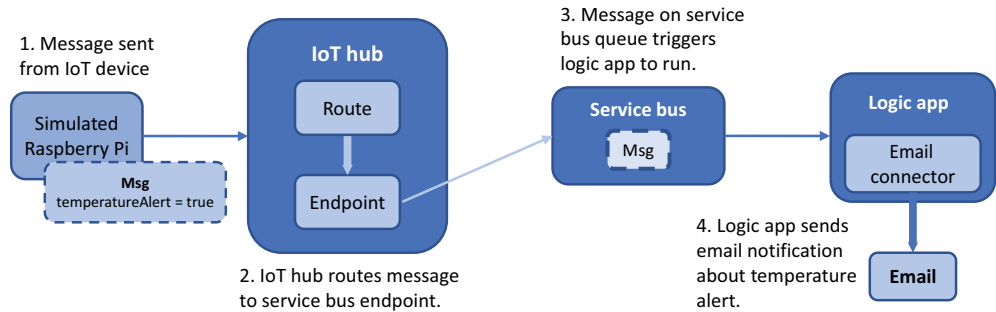 1. Message sent
from IoT device
Simulated
Raspberry Pi
Msg
temperatureAlert = true
IoT hub
Route
Endpoint
2. IoT hub routes message
to service bus endpoint.
3. Message on service
bus queue triggers
logic app to run.
Service bus
Msg
Logic app
Email
connector
4. Logic app sends
email notification
about temperature
alert.
Email